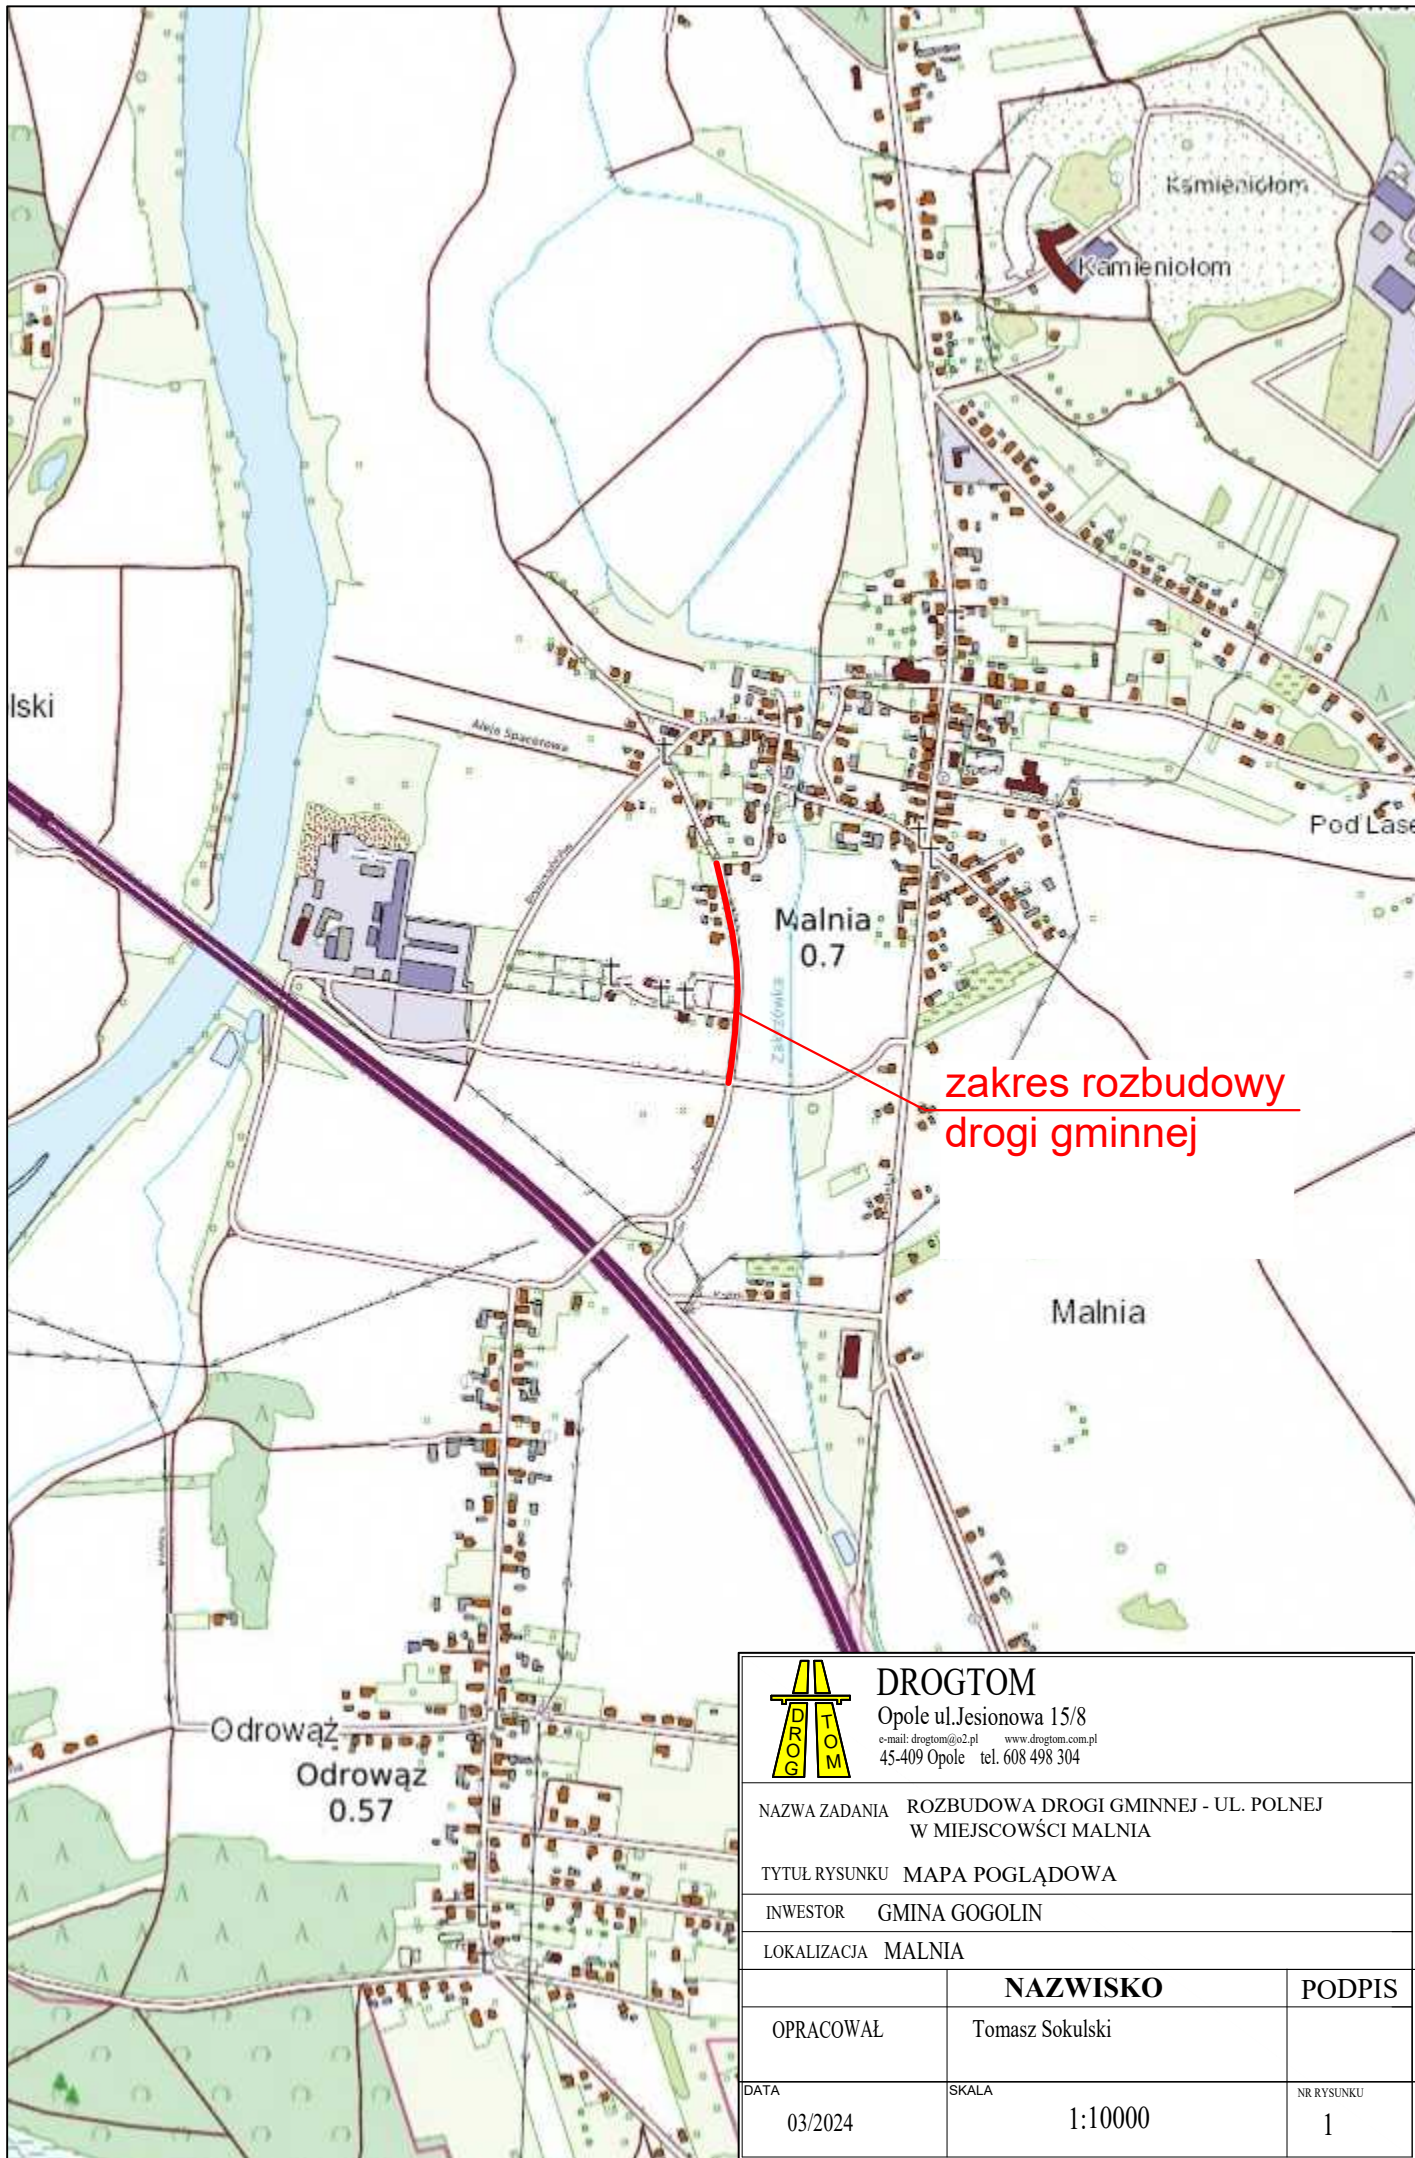 Kamieniołom
Kamieniołom
lski
Aleja Spacerowa
Pod Lase
Malnia
0.7
Zakrzówka
zakres rozbudowy
drogi gminnej
Malnia
Odrowąż
Odrowąż
0.57
DROG
TOM
DROGTOM
Opole ul.Jesionowa 15/8
e-mail: drogtom@o2.pl www.drogtom.com.pl
45-409 Opole tel. 608 498 304
NAZWA ZADANIA ROZBUDOWA DROGI GMINNEJ - UL. POLNEJ
W MIEJSCOWŚCI MALNIA
TYTUŁ RYSUNKU MAPA POGLĄDOWA
INWESTOR GMINA GOGOLIN
LOKALIZACJA MALNIA
NAZWISKO PODPIS
OPRACOWAŁ Tomasz Sokulski
DATA SKALA NR RYSUNKU
03/2024 1:10000 1